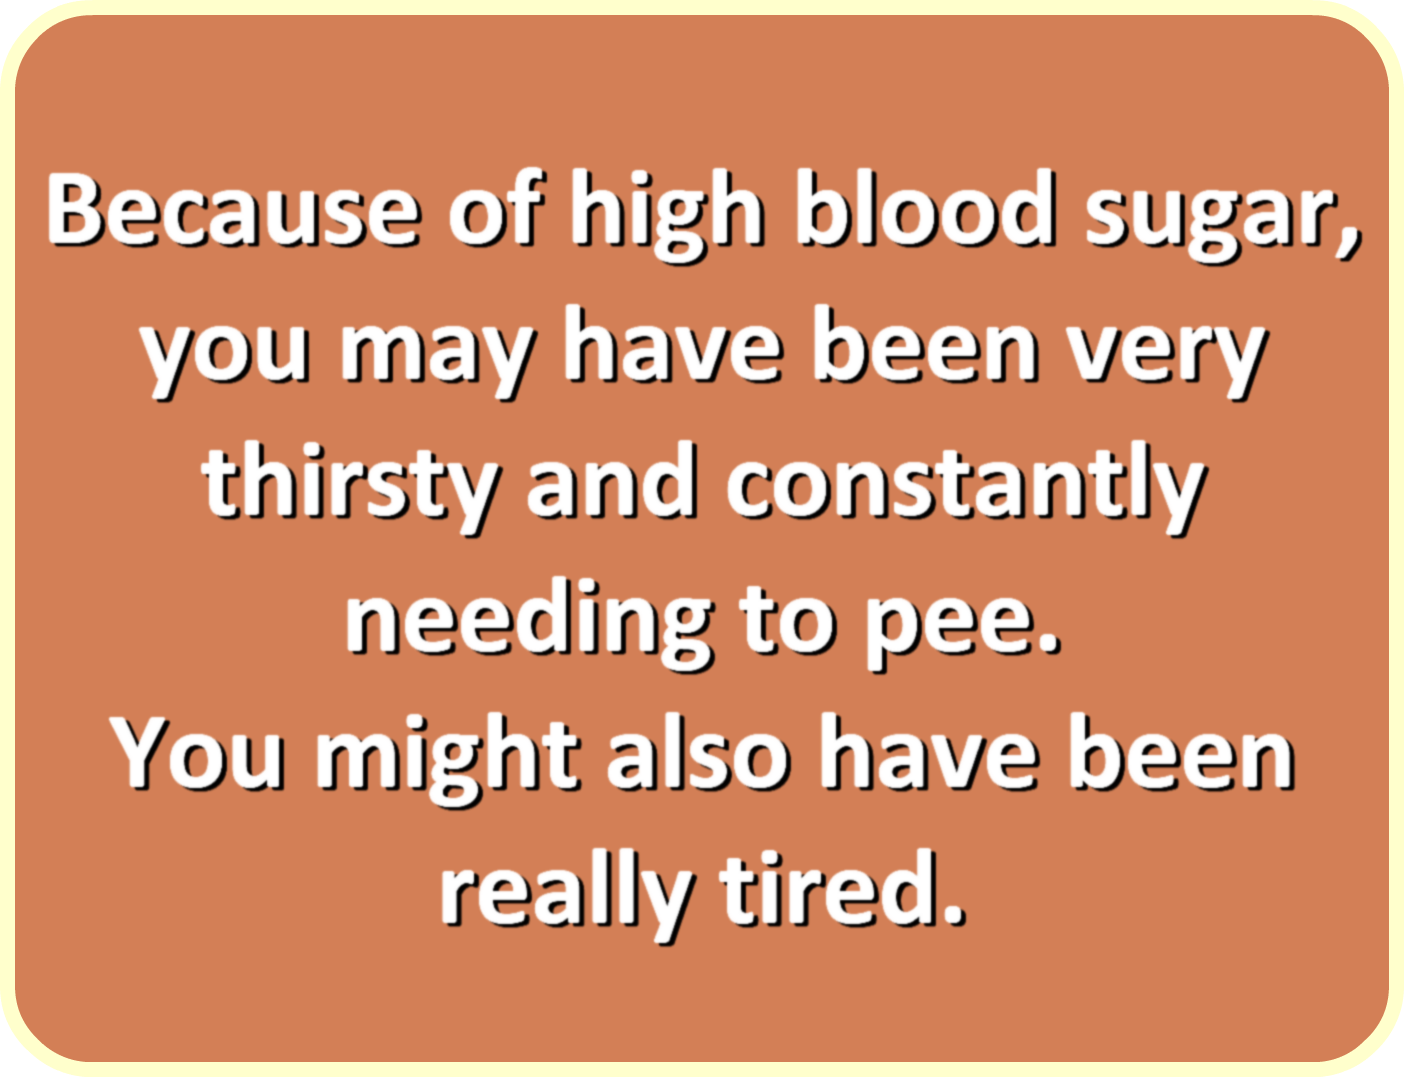 Because of high blood sugar,
you may have been very
thirsty and constantly
needing to pee.
You might also have been
really tired.